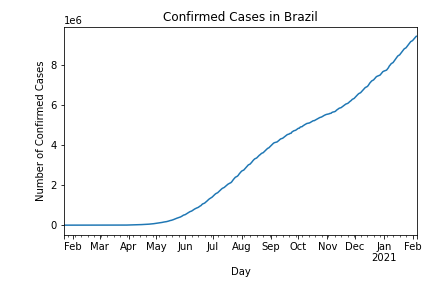 Confirmed Cases in Brazil
1e6
8
6
4
2
0
Number of Confirmed Cases
Feb Mar Apr May Jun Jul Aug Sep Oct Nov Dec Jan Feb
2021
Day